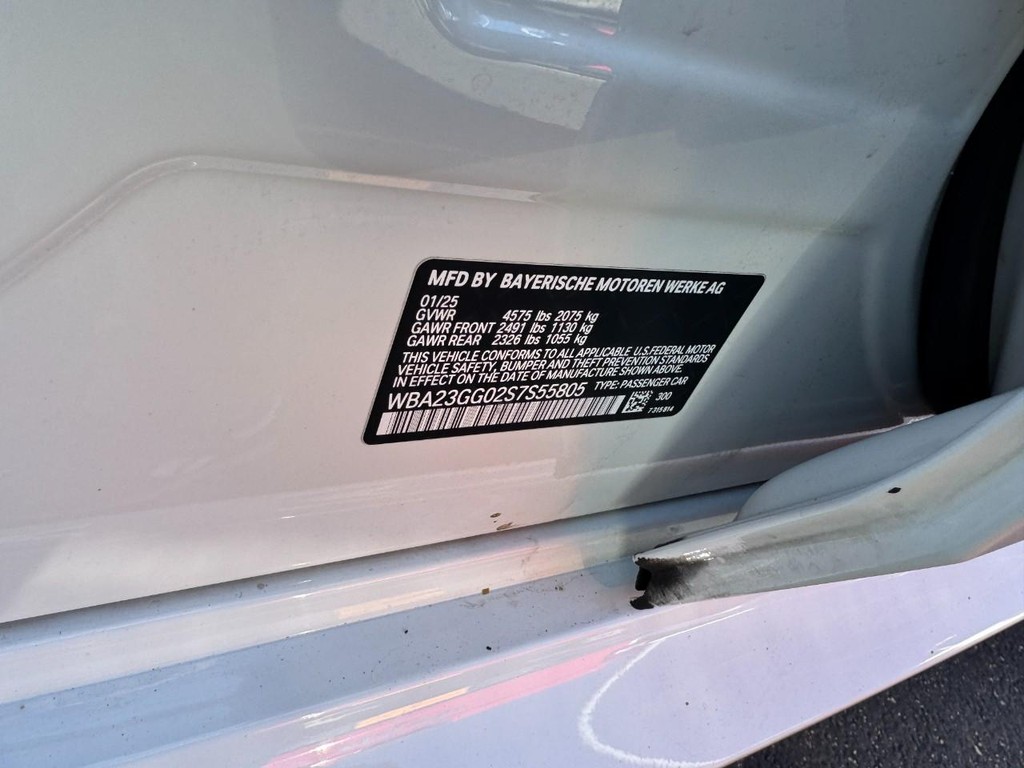 MFD BY BAYERISCHE MOTOREN WERKE AG
01/25
GVWR 4575 lbs 2075 kg
GAWR FRONT 2491 lbs 1130 kg
GAWR REAR 2326 lbs 1055 kg
THIS VEHICLE CONFORMS TO ALL APPLICABLE U.S.FEDERAL MOTOR
VEHICLE SAFETY, BUMPER AND THEFT PREVENTION STANDARDS
IN EFFECT ON THE DATE OF MANUFACTURE SHOWN ABOVE.
WBA23GG02S7S55805 TYPE: PASSENGER CAR
300
7315814